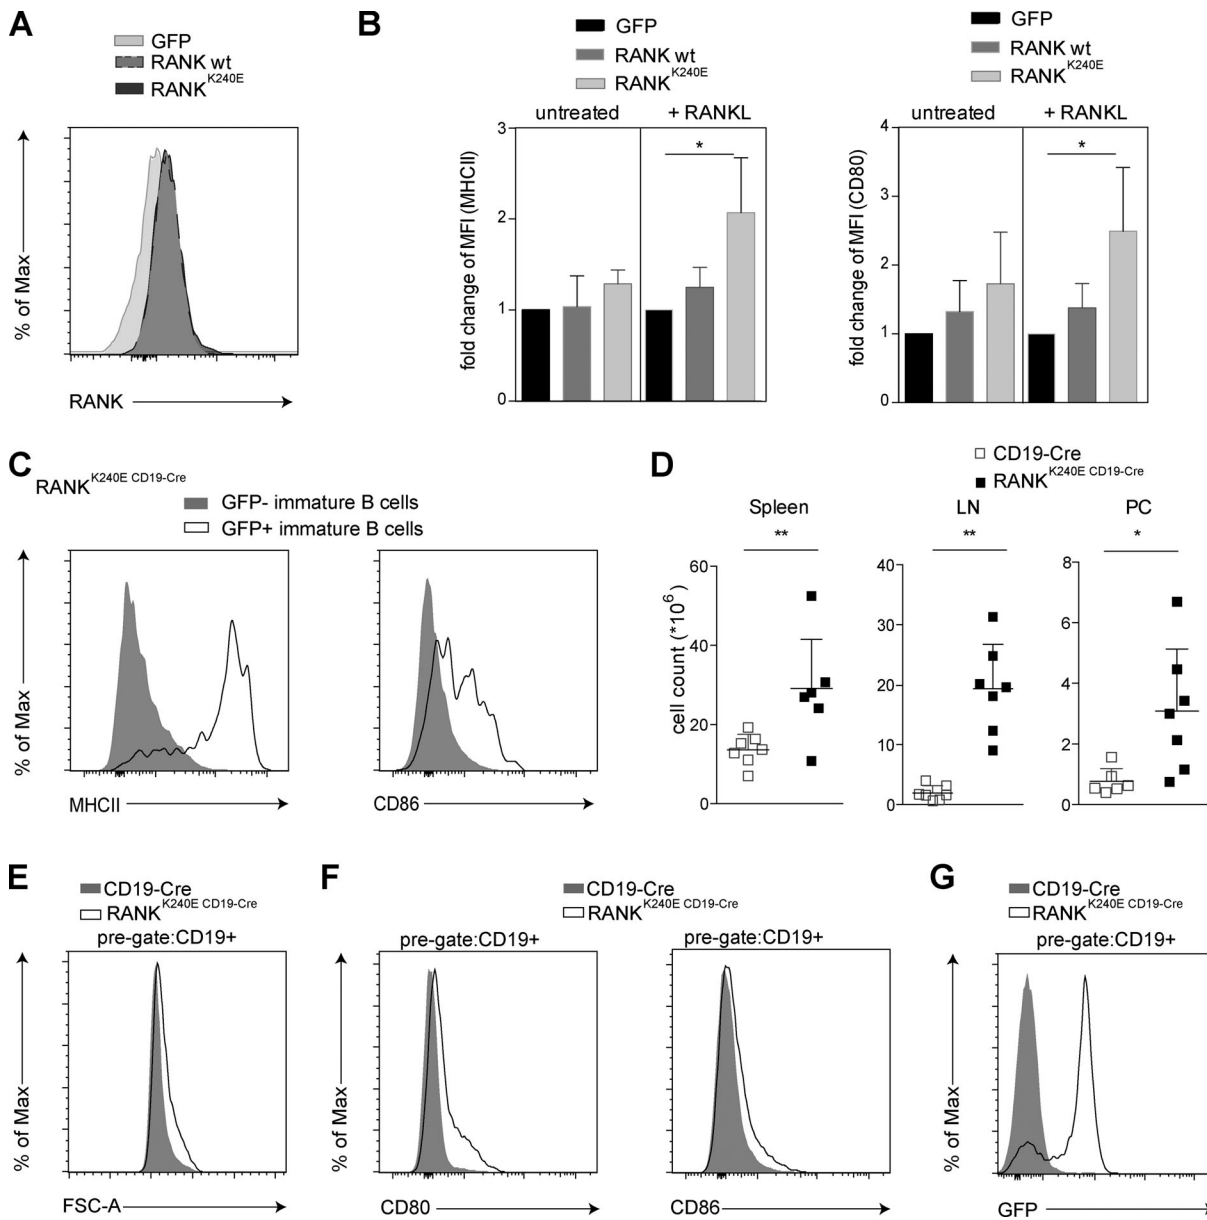 A
GFP
RANK wt
RANK K240E
% of Max
RANK
B
GFP
RANK wt
RANK K240E
untreated
+ RANKL
*
fold change of MFI (MHCII)
3
2
1
0
GFP
RANK wt
RANK K240E
untreated
+ RANKL
*
fold change of MFI (CD80)
4
3
2
1
0
C
RANK K240E CD19-Cre
GFP- immature B cells
GFP+ immature B cells
% of Max
MHCII
CD86
D
CD19-Cre
RANK K240E CD19-Cre
Spleen
LN
PC
**
**
*
cell count (*10^6)
60
40
20
0
40
30
20
10
0
8
6
4
2
0
E
CD19-Cre
RANK K240E CD19-Cre
pre-gate:CD19+
% of Max
FSC-A
F
CD19-Cre
RANK K240E CD19-Cre
pre-gate:CD19+
pre-gate:CD19+
% of Max
% of Max
CD80
CD86
G
CD19-Cre
RANK K240E CD19-Cre
pre-gate:CD19+
% of Max
GFP